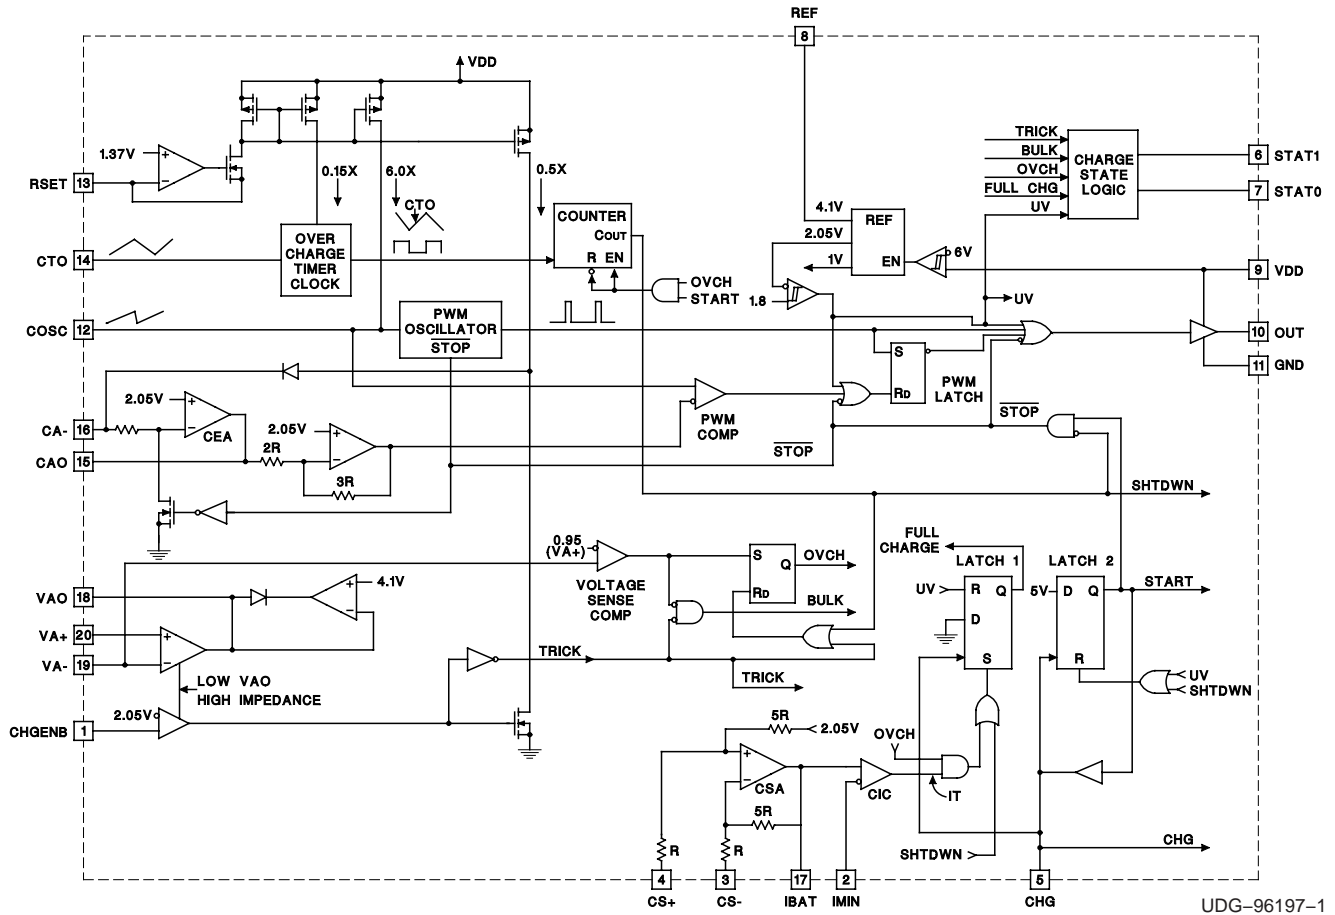 REF
8
VDD
1.37V
RSET 13
0.15X
6.0X
0.5X
CTO
COUNTER
COUT
R EN
OVER
CHARGE
TIMER
CLOCK
CTO 14
OVCH
START
4.1V
2.05V
1V
REF
EN
6V
1.8
TRICK
BULK
OVCH
FULL CHG
UV
CHARGE
STATE
LOGIC
6 STAT1
7 STAT0
9 VDD
UV
10 OUT
11 GND
COSC 12
PWM
OSCILLATOR
STOP
S
RD
PWM
LATCH
PWM
COMP
STOP
STOP
2.05V
CA- 16
CEA
2.05V
CAO 15
2R
3R
SHTDWN
0.95
(VA+)
VOLTAGE
SENSE
COMP
S
Q
RD
OVCH
BULK
FULL
CHARGE
LATCH 1
UV
R Q
D
S
LATCH 2
5V
D Q
R
START
UV
SHTDWN
VAO 18
4.1V
VA+ 20
VA- 19
LOW VAO
HIGH IMPEDANCE
TRICK
TRICK
CHGENB 1
2.05V
5R
2.05V
CSA
5R
OVCH
CIC
IT
R
R
SHTDWN
CHG
4
3
17
2
5
CS+
CS-
IBAT
IMIN
CHG
UDG–96197–1